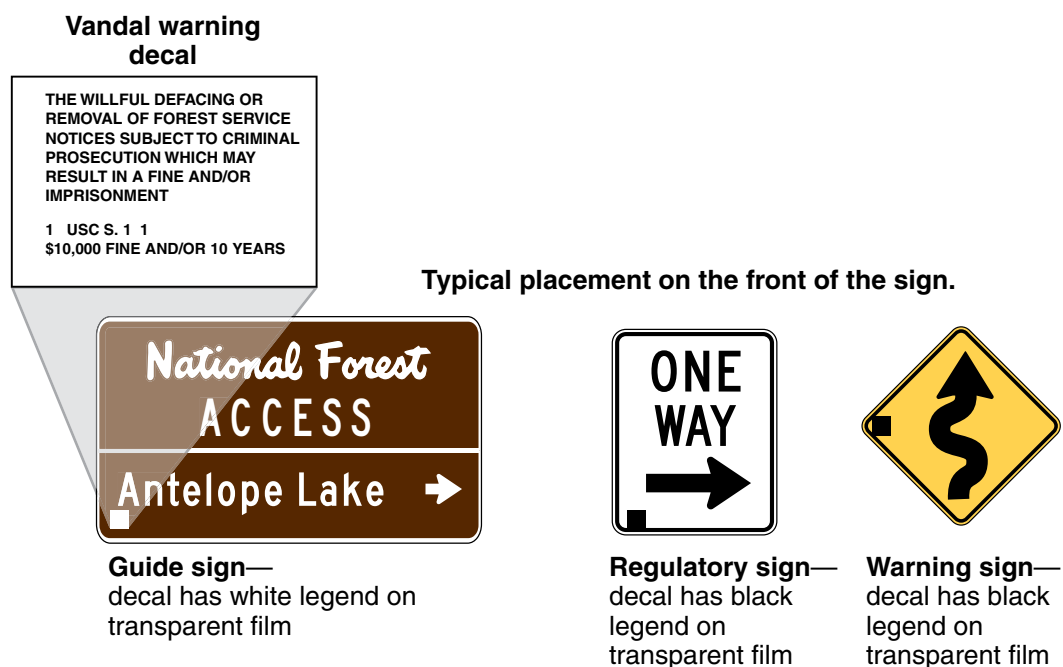 Vandal warning
decal
THE WILLFUL DEFACING OR
REMOVAL OF FOREST SERVICE
NOTICES SUBJECT TO CRIMINAL
PROSECUTION WHICH MAY
RESULT IN A FINE AND/OR
IMPRISONMENT
1 USC S. 1 1
$10,000 FINE AND/OR 10 YEARS
Typical placement on the front of the sign.
National Forest
ACCESS
Antelope Lake
ONE
WAY
Guide sign—
decal has white legend on
transparent film
Regulatory sign—
decal has black
legend on
transparent film
Warning sign—
decal has black
legend on
transparent film